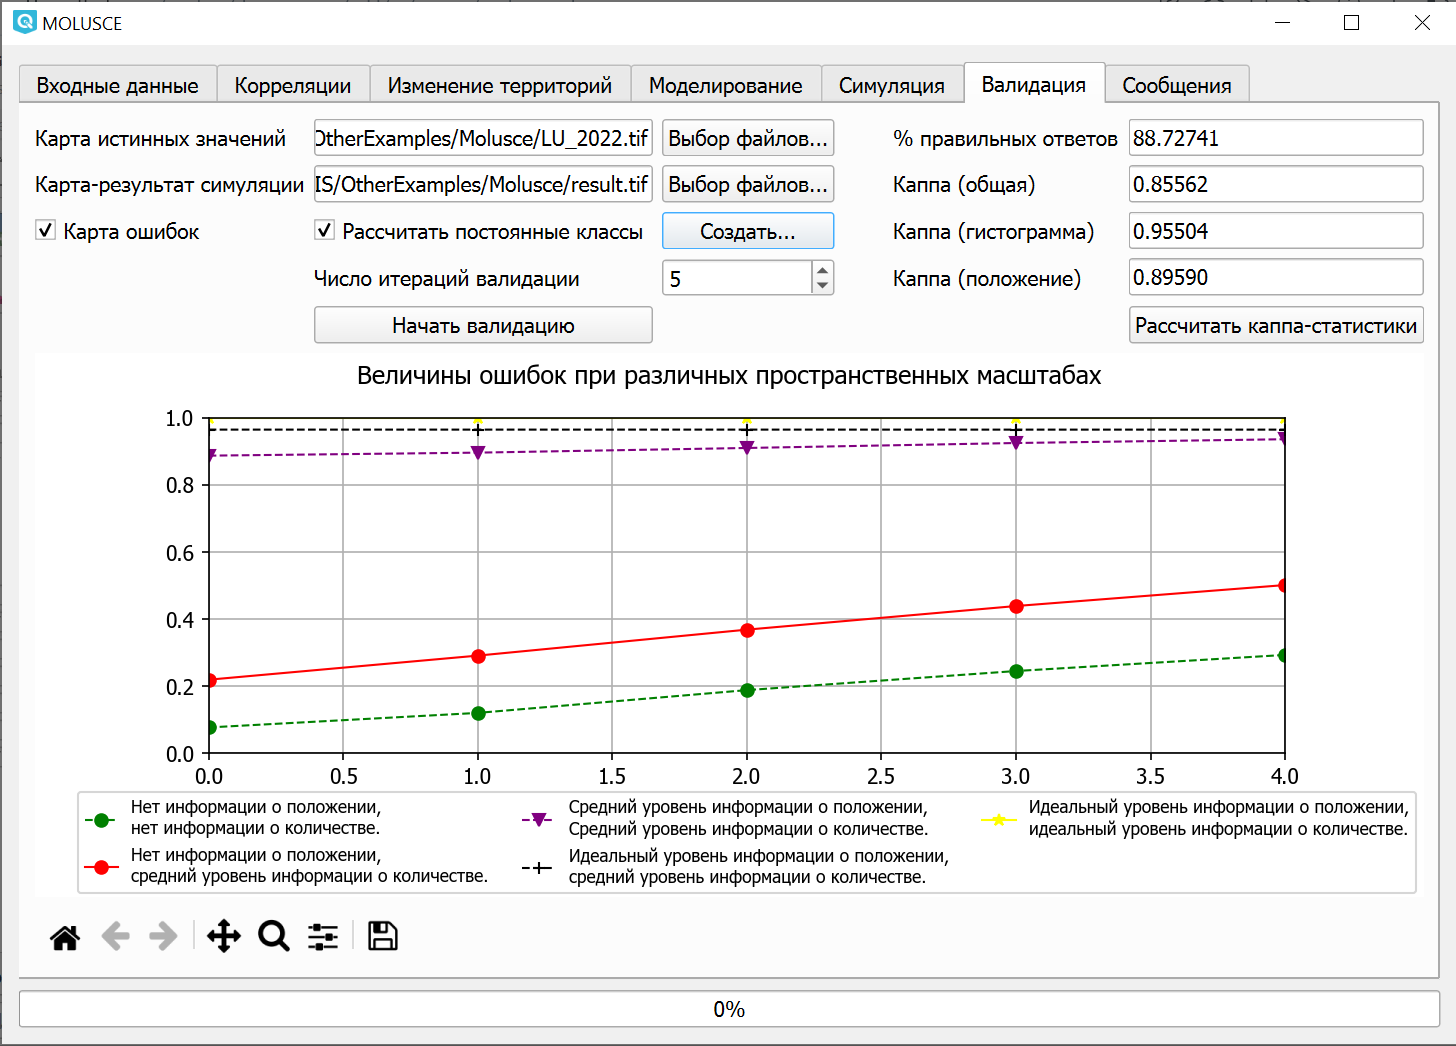 MOLUSCE
Входные данные
Корреляции
Изменение территорий
Моделирование
Симуляция
Валидация
Сообщения
Карта истинных значений
OtherExamples/Molusce/LU_2022.tif
Выбор файлов...
% правильных ответов
88.72741
Карта-результат симуляции
IS/OtherExamples/Molusce/result.tif
Выбор файлов...
Каппа (общая)
0.85562
Карта ошибок
Рассчитать постоянные классы
Создать...
Каппа (гистограмма)
0.95504
Число итераций валидации
5
Каппа (положение)
0.89590
Начать валидацию
Рассчитать каппа-статистики
Величины ошибок при различных пространственных масштабах
1.0
0.8
0.6
0.4
0.2
0.0
0.0 0.5 1.0 1.5 2.0 2.5 3.0 3.5 4.0
Нет информации о положении,
нет информации о количестве.
Нет информации о положении,
средний уровень информации о количестве.
Средний уровень информации о положении,
Средний уровень информации о количестве.
Идеальный уровень информации о положении,
средний уровень информации о количестве.
Идеальный уровень информации о положении,
идеальный уровень информации о количестве.
0%